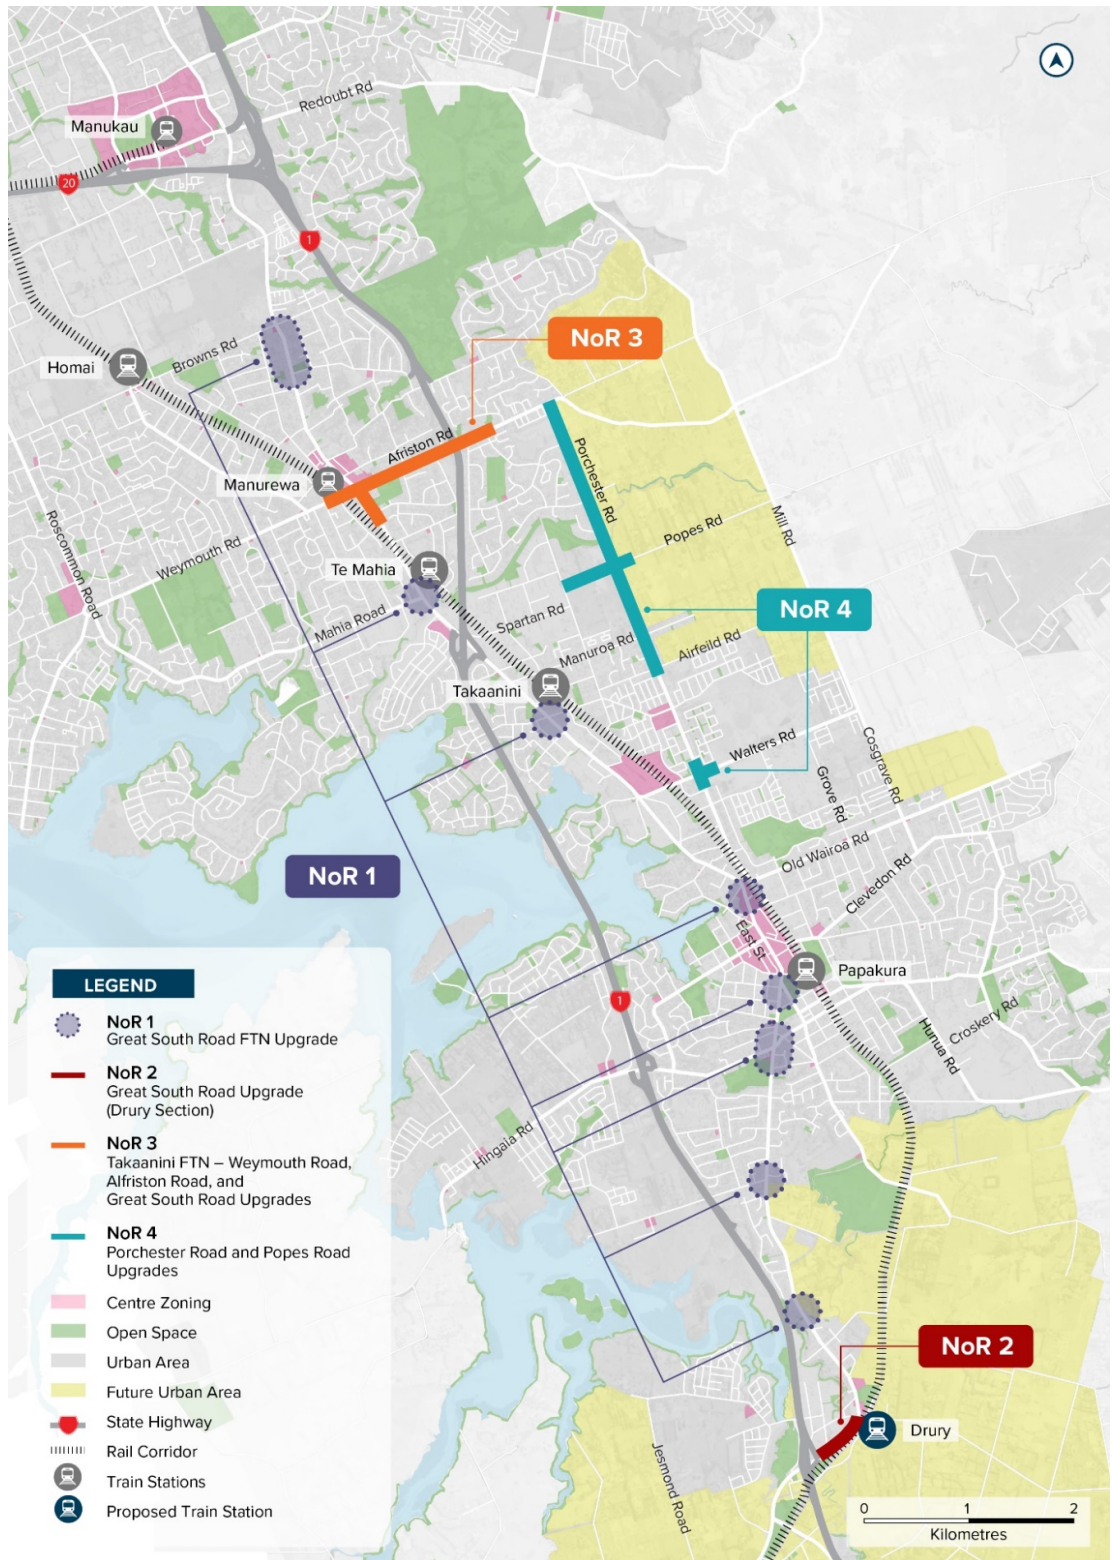 Redoubt Rd
Manukau
20
1
NoR 3
Browns Rd
Homai
Afriston Rd
Porchester Rd
Manurewa
Popes Rd
Mill Rd
Roscommon Road
Weymouth Rd
Te Mahia
NoR 4
Mahia Road
Spartan Rd
Manuroa Rd
Airfeild Rd
Takaanini
Walters Rd
Cosgrave Rd
Grove Rd
NoR 1
Old Wairoa Rd
Clevedon Rd
East St
Papakura
1
Hunua Rd
Croskery Rd
Hingaia Rd
NoR 2
Drury
Jesmond Road
LEGEND
NoR 1
Great South Road FTN Upgrade
NoR 2
Great South Road Upgrade
(Drury Section)
NoR 3
Takaanini FTN – Weymouth Road,
Alfriston Road, and
Great South Road Upgrades
NoR 4
Porchester Road and Popes Road
Upgrades
Centre Zoning
Open Space
Urban Area
Future Urban Area
State Highway
Rail Corridor
Train Stations
Proposed Train Station
0 1 2
Kilometres